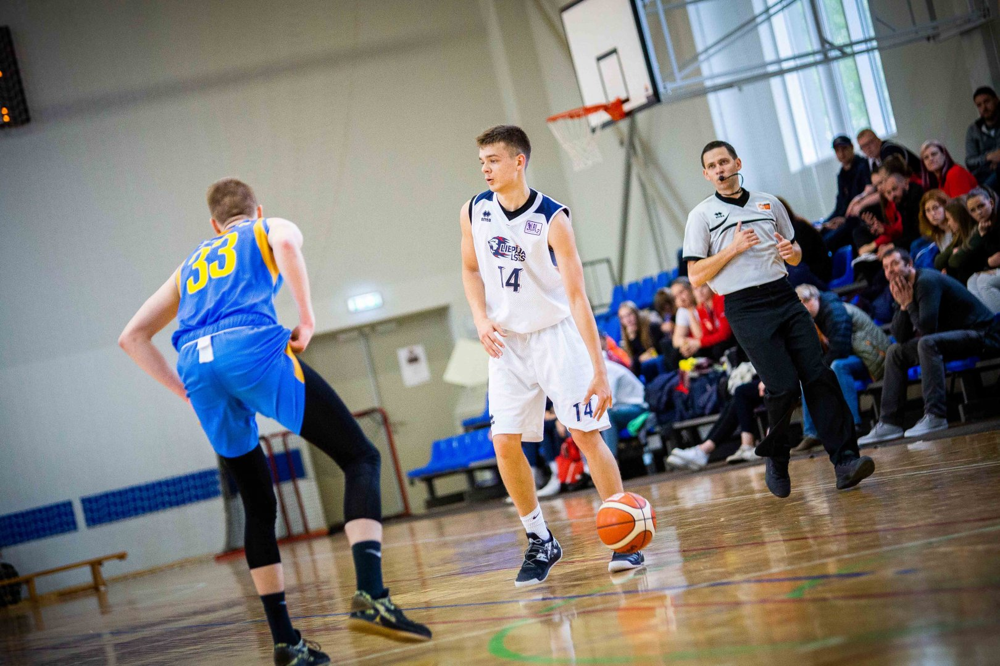 33
errea
LBL2
LIEPĀJA
LSSS
14
14